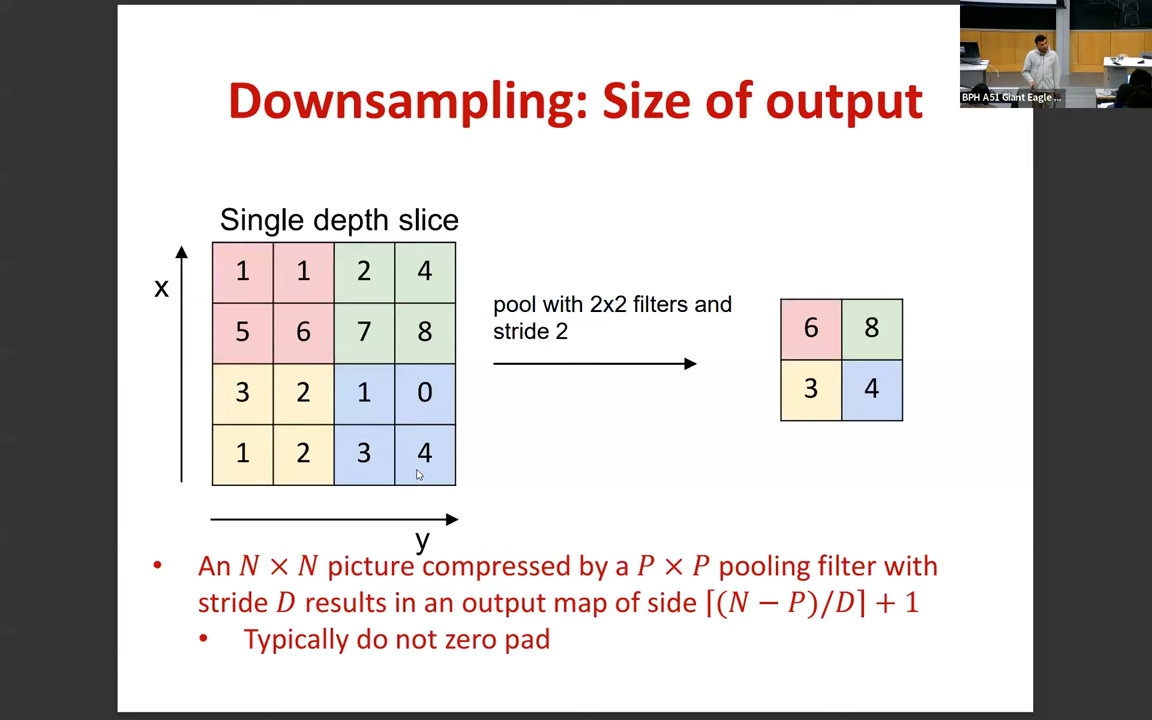 BPH A51 Giant Eagle ...
Downsampling: Size of output
Single depth slice
x
1 1 2 4
5 6 7 8
3 2 1 0
1 2 3 4
y
pool with 2x2 filters and
stride 2
6 8
3 4
• An N × N picture compressed by a P × P pooling filter with
stride D results in an output map of side ⌈(N − P)/D⌉ + 1
• Typically do not zero pad